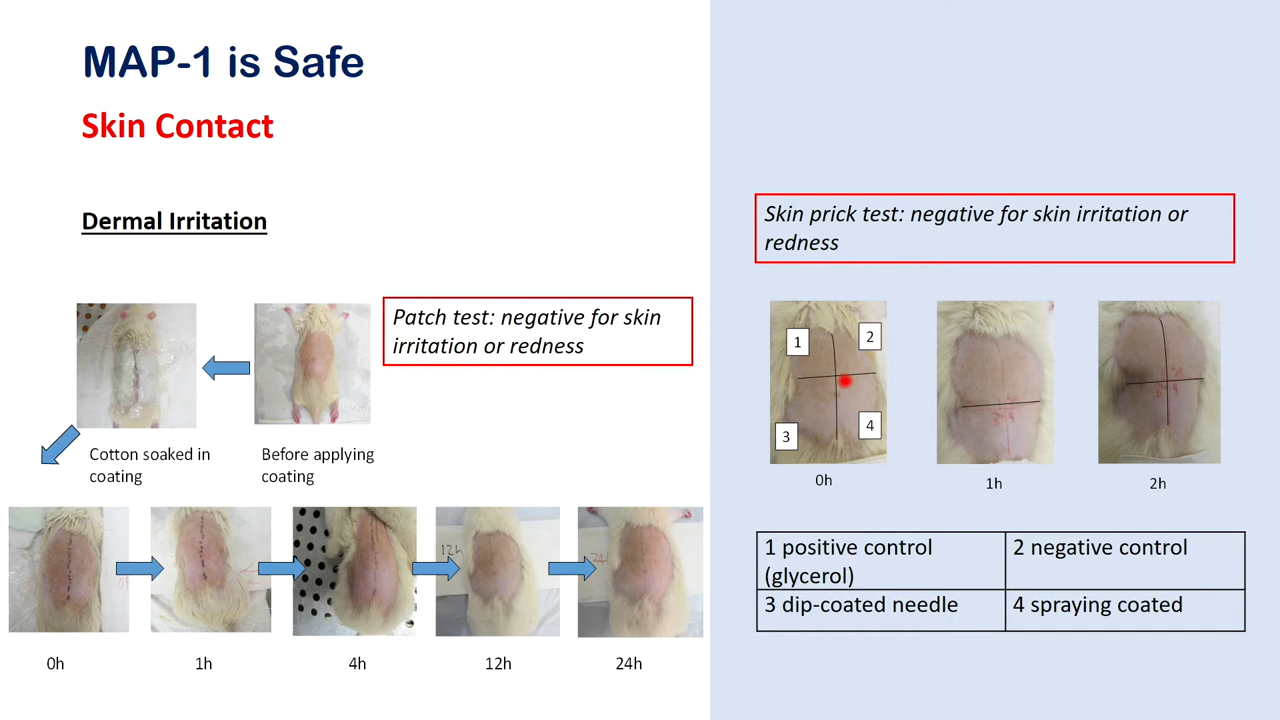 MAP-1 is Safe
Skin Contact
Dermal Irritation
Patch test: negative for skin
irritation or redness
Cotton soaked in
coating
Before applying
coating
0h
1h
4h
12h
24h
12h
Skin prick test: negative for skin irritation or
redness
1
2
3
4
0h
1h
2h
1 positive control
(glycerol)
2 negative control
3 dip-coated needle
4 spraying coated